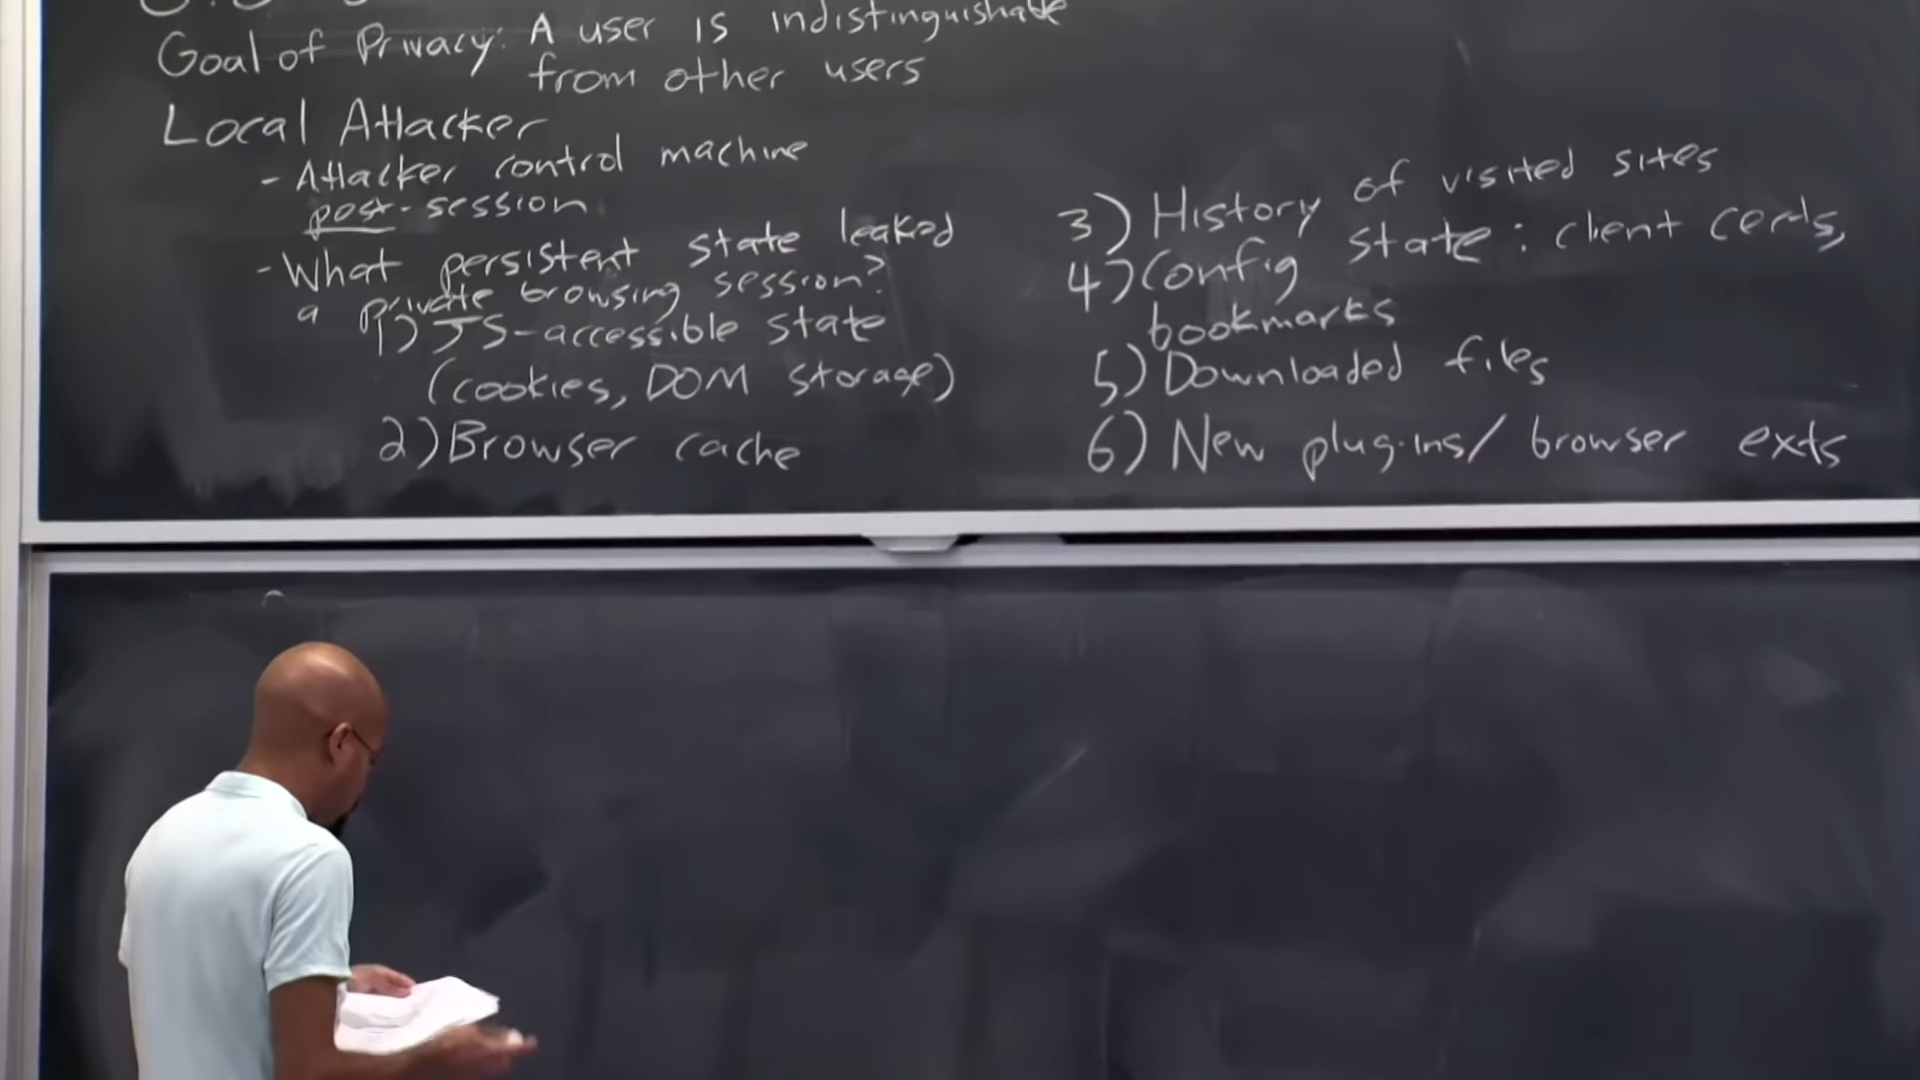 Goal of Privacy: A user is indistinguishable
from other users
Local Attacker
- Attacker control machine
post-session
- What persistent state leaked
a private browsing session?
1) JS-accessible state
(cookies, DOM storage)
2) Browser cache
3) History of visited sites
4) Config state: client certs,
bookmarks
5) Downloaded files
6) New plug-ins/browser exts